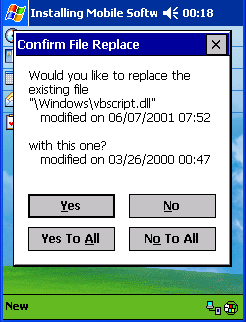 Installing Mobile Softw 00:18
Confirm File Replace
Would you like to replace the
existing file
"\Windows\vbscript.dll"
modified on 06/07/2001 07:52
with this one?
modified on 03/26/2000 00:47
Yes
No
Yes To All
No To All
New